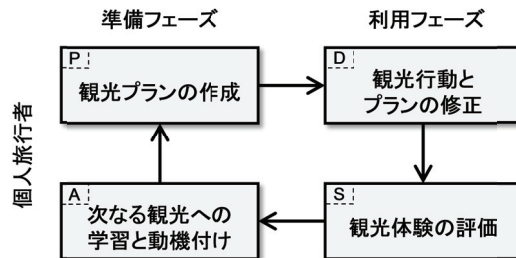 準備フェーズ
利用フェーズ
個人旅行者
P
観光プランの作成
D
観光行動と
プランの修正
A
次なる観光への
学習と動機付け
S
観光体験の評価